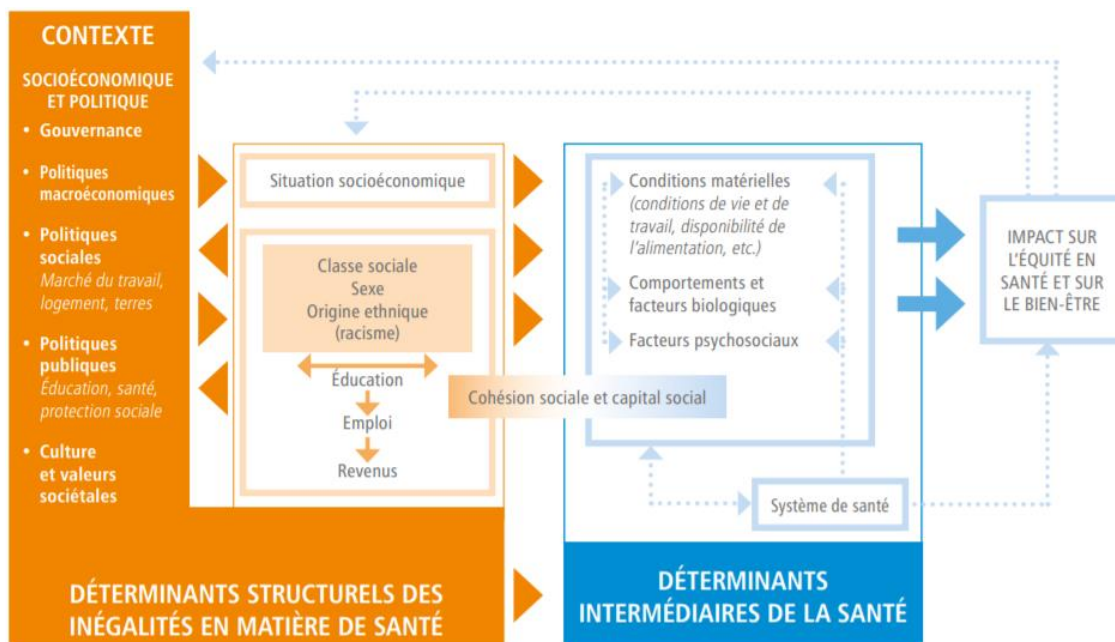 CONTEXTE
SOCIOÉCONOMIQUE
ET POLITIQUE
• Gouvernance
• Politiques
macroéconomiques
• Politiques
sociales
Marché du travail,
logement, terres
• Politiques
publiques
Éducation, santé,
protection sociale
• Culture
et valeurs
sociétales
Situation socioéconomique
Classe sociale
Sexe
Origine ethnique
(racisme)
Éducation
Emploi
Revenus
Cohésion sociale et capital social
Conditions matérielles
(conditions de vie et de
travail, disponibilité de
l’alimentation, etc.)
Comportements et
facteurs biologiques
Facteurs psychosociaux
Système de santé
IMPACT SUR
L’ÉQUITÉ EN
SANTÉ ET SUR
LE BIEN-ÊTRE
DÉTERMINANTS STRUCTURELS DES
INÉGALITÉS EN MATIÈRE DE SANTÉ
DÉTERMINANTS
INTERMÉDIAIRES DE LA SANTÉ